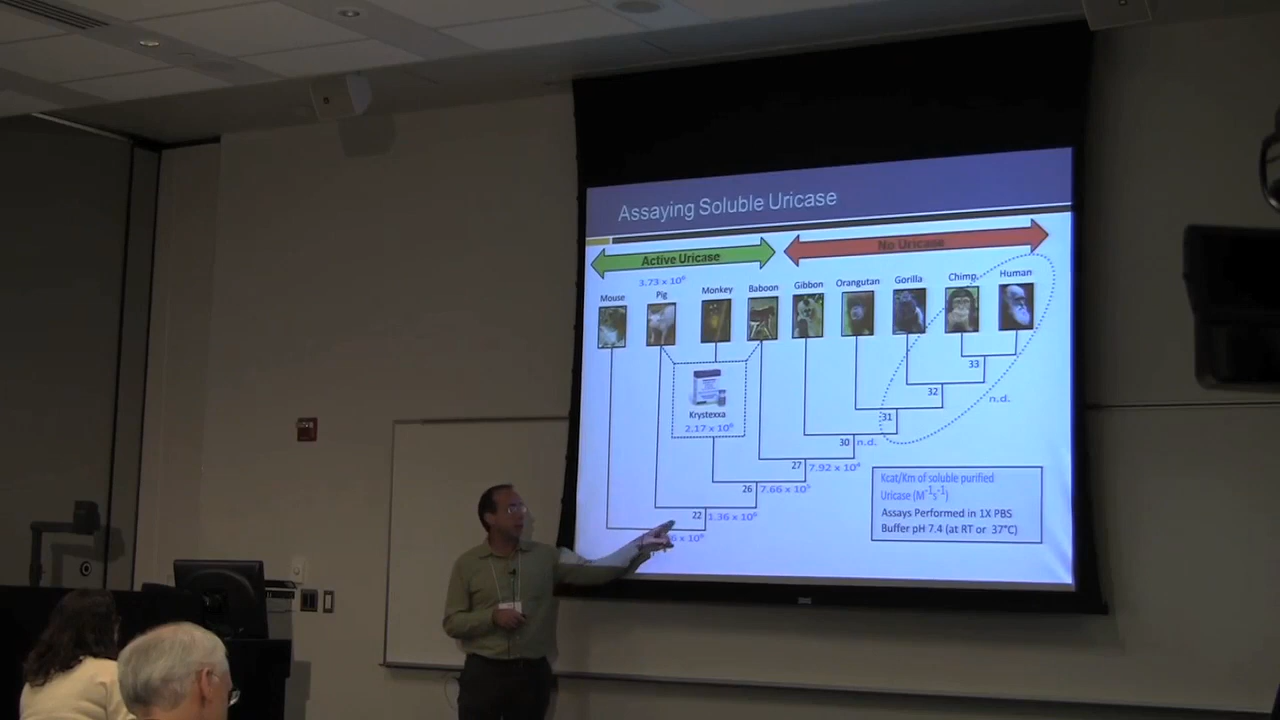 Assaying Soluble Uricase
Active Uricase
No Uricase
3.73 x 10⁶
Mouse
Pig
Monkey
Baboon
Gibbon
Orangutan
Gorilla
Chimp.
Human
Krystexxa
2.17 x 10⁶
33
32
n.d.
31
30 n.d.
27 7.92 x 10⁴
26 7.66 x 10⁵
22 1.36 x 10⁶
Kcat/Km of soluble purified
Uricase (M⁻¹s⁻¹)
Assays Performed in 1X PBS
Buffer pH 7.4 (at RT or 37°C)